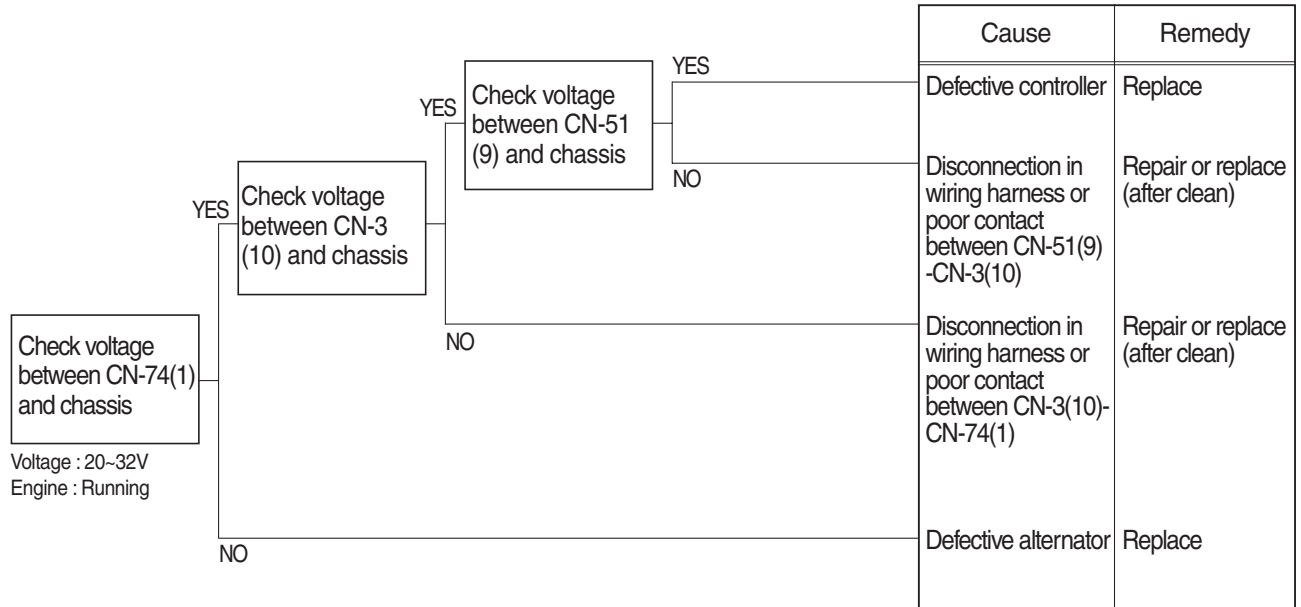 Cause
Remedy
YES
Defective controller
Replace
YES
Check voltage
between CN-51
(9) and chassis
NO
Disconnection in
wiring harness or
poor contact
between CN-51(9)
-CN-3(10)
Repair or replace
(after clean)
YES
Check voltage
between CN-3
(10) and chassis
NO
Disconnection in
wiring harness or
poor contact
between CN-3(10)-
CN-74(1)
Repair or replace
(after clean)
Check voltage
between CN-74(1)
and chassis
Voltage : 20~32V
Engine : Running
NO
Defective alternator
Replace